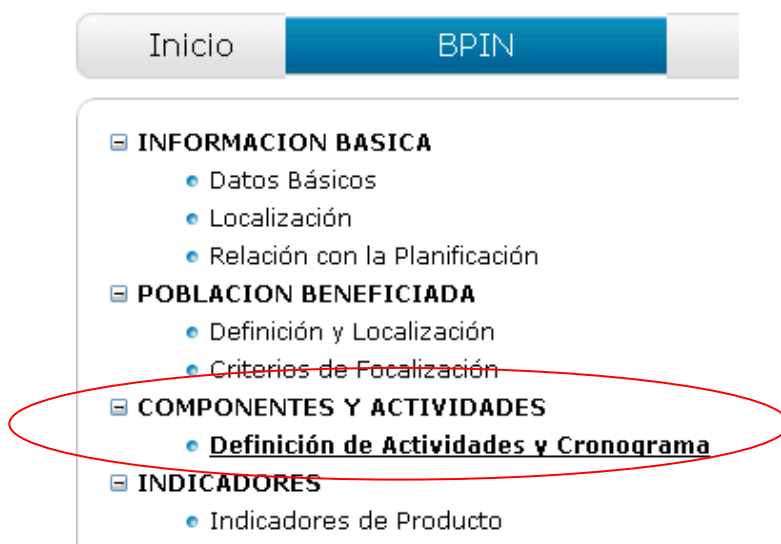 Inicio BPIN
INFORMACION BASICA
Datos Básicos
Localización
Relación con la Planificación
POBLACION BENEFICIADA
Definición y Localización
Criterios de Focalización
COMPONENTES Y ACTIVIDADES
Definición de Actividades y Cronograma
INDICADORES
Indicadores de Producto